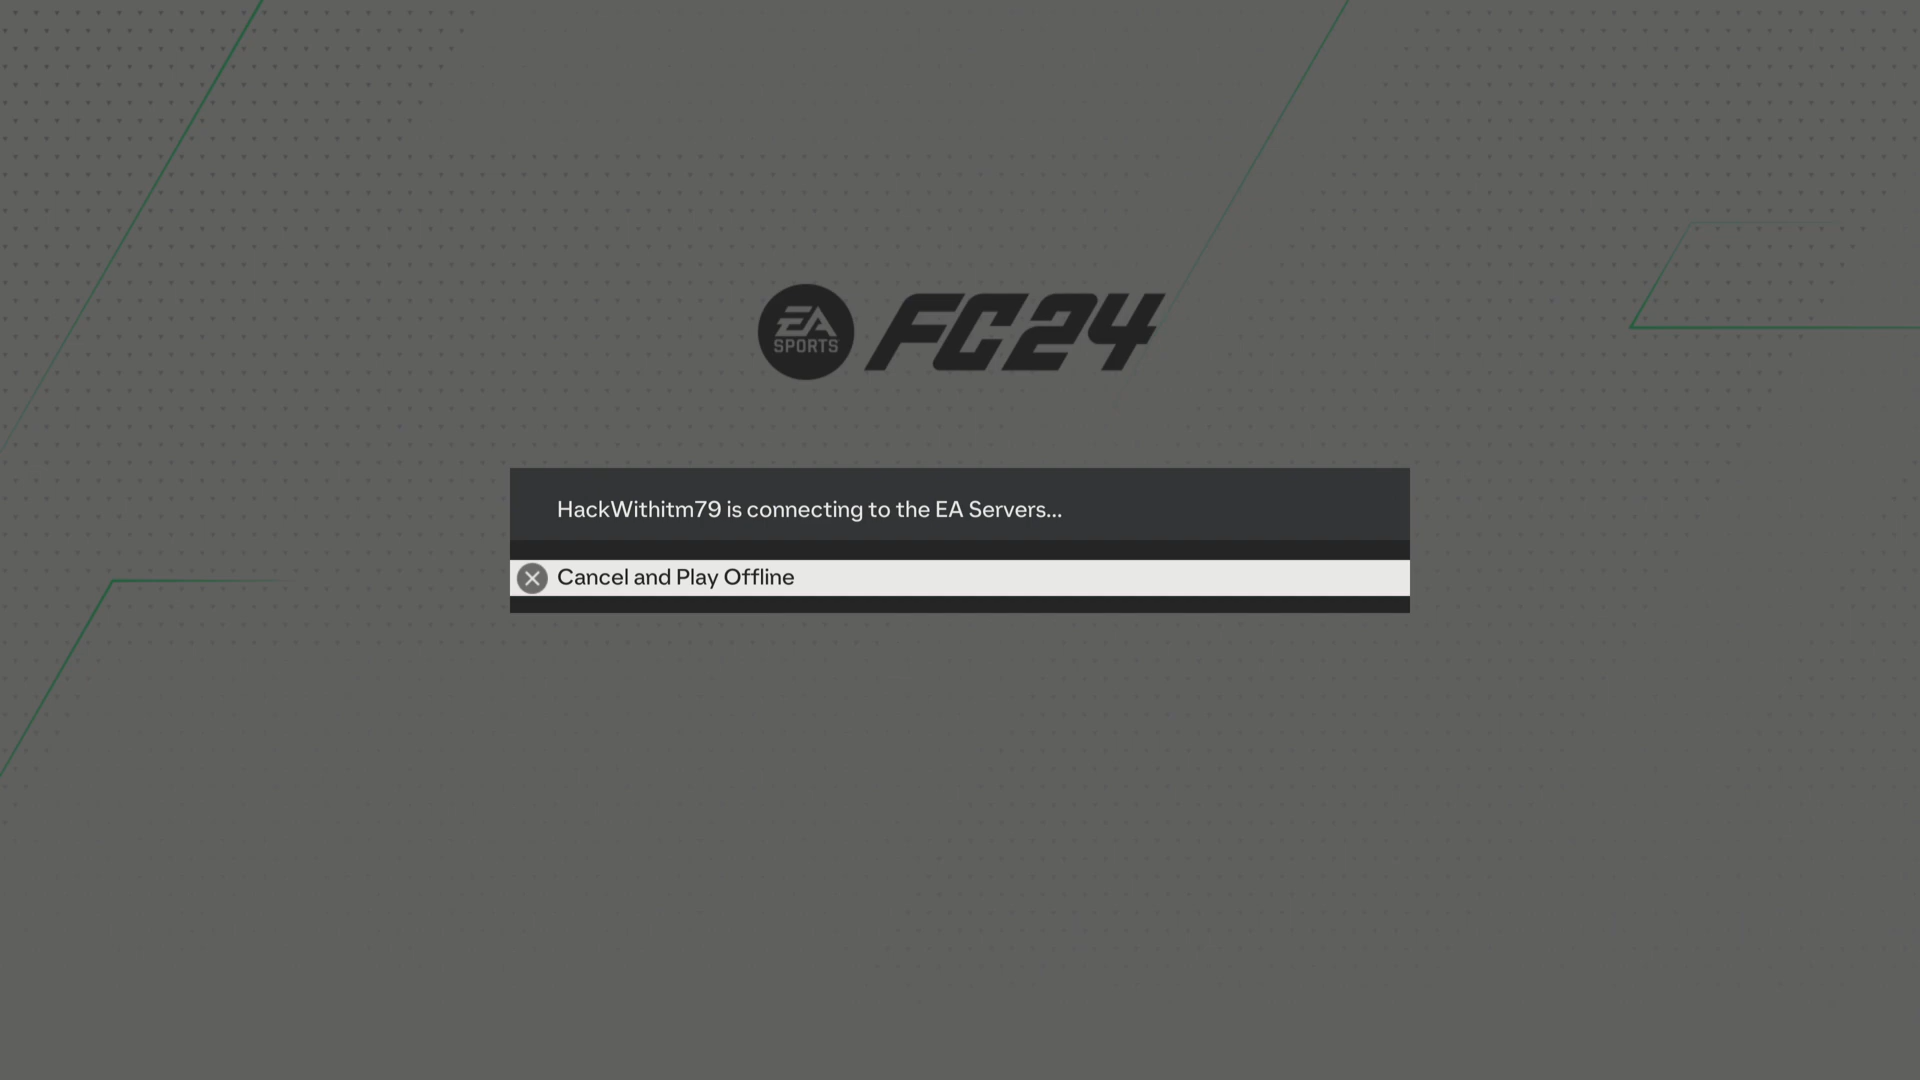 EA
SPORTS
FC24
HackWithitm79 is connecting to the EA Servers...
Cancel and Play Offline